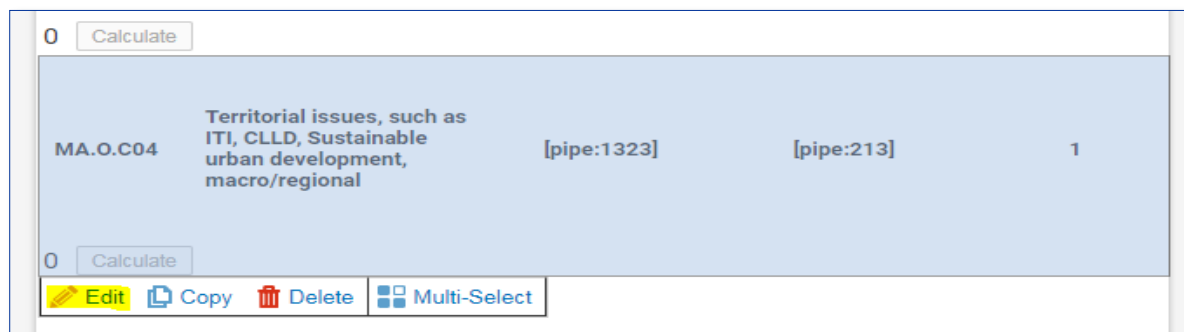 0 Calculate
Territorial issues, such as
ITI, CLLD, Sustainable
MA.O.C04 urban development, [pipe:1323] [pipe:213] 1
macro/regional
0 Calculate
Edit Copy Delete Multi-Select